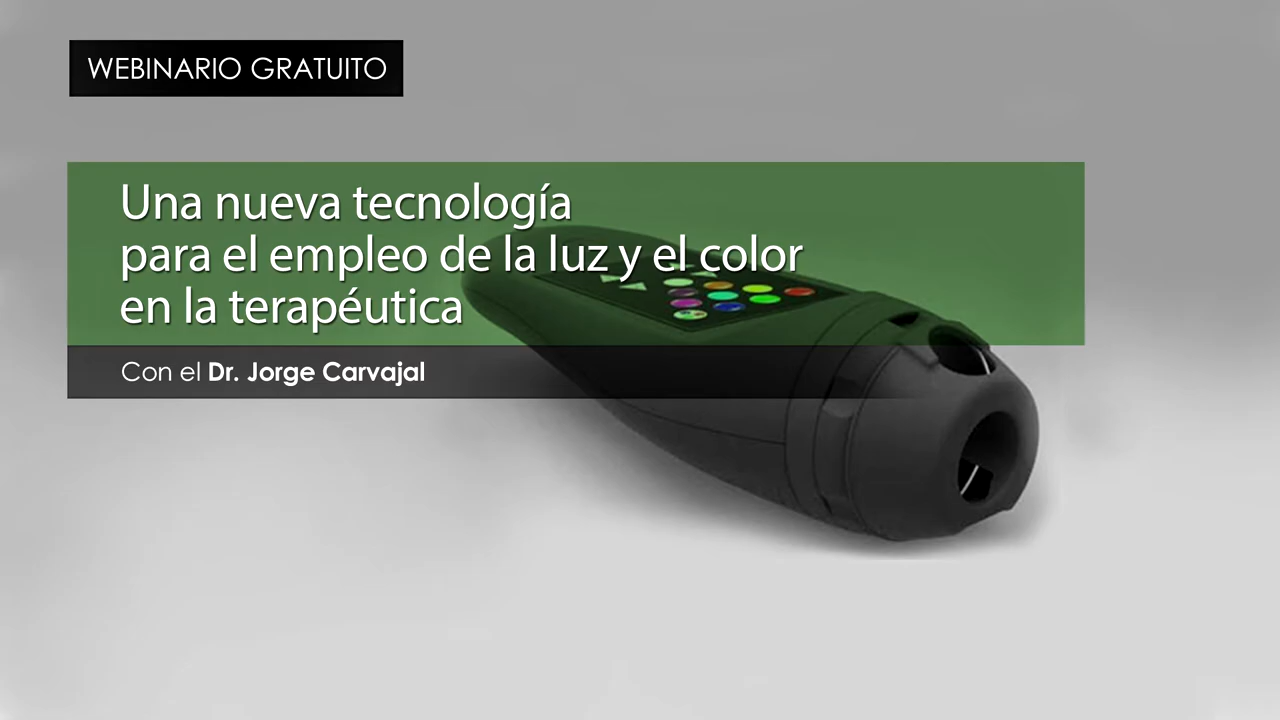 WEBINARIO GRATUITO
Una nueva tecnología
para el empleo de la luz y el color
en la terapéutica
Con el Dr. Jorge Carvajal